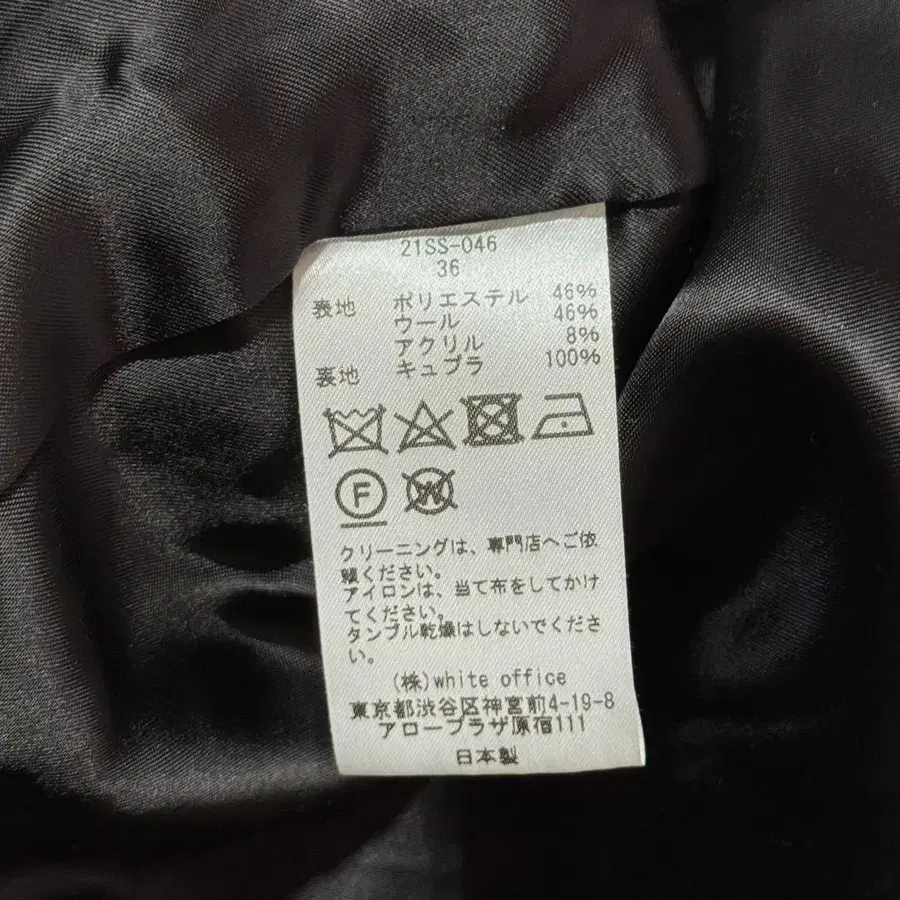 21SS-046
36
表地 ポリエステル 46%
ウール 46%
アクリル 8%
裏地 キュプラ 100%
F W
クリーニングは、専門店へご依
頼ください。
アイロンは、当て布をしてかけ
てください。
タンブル乾燥はしないでくださ
い。
(株)white office
東京都渋谷区神宮前4-19-8
アロープラザ原宿111
日本製